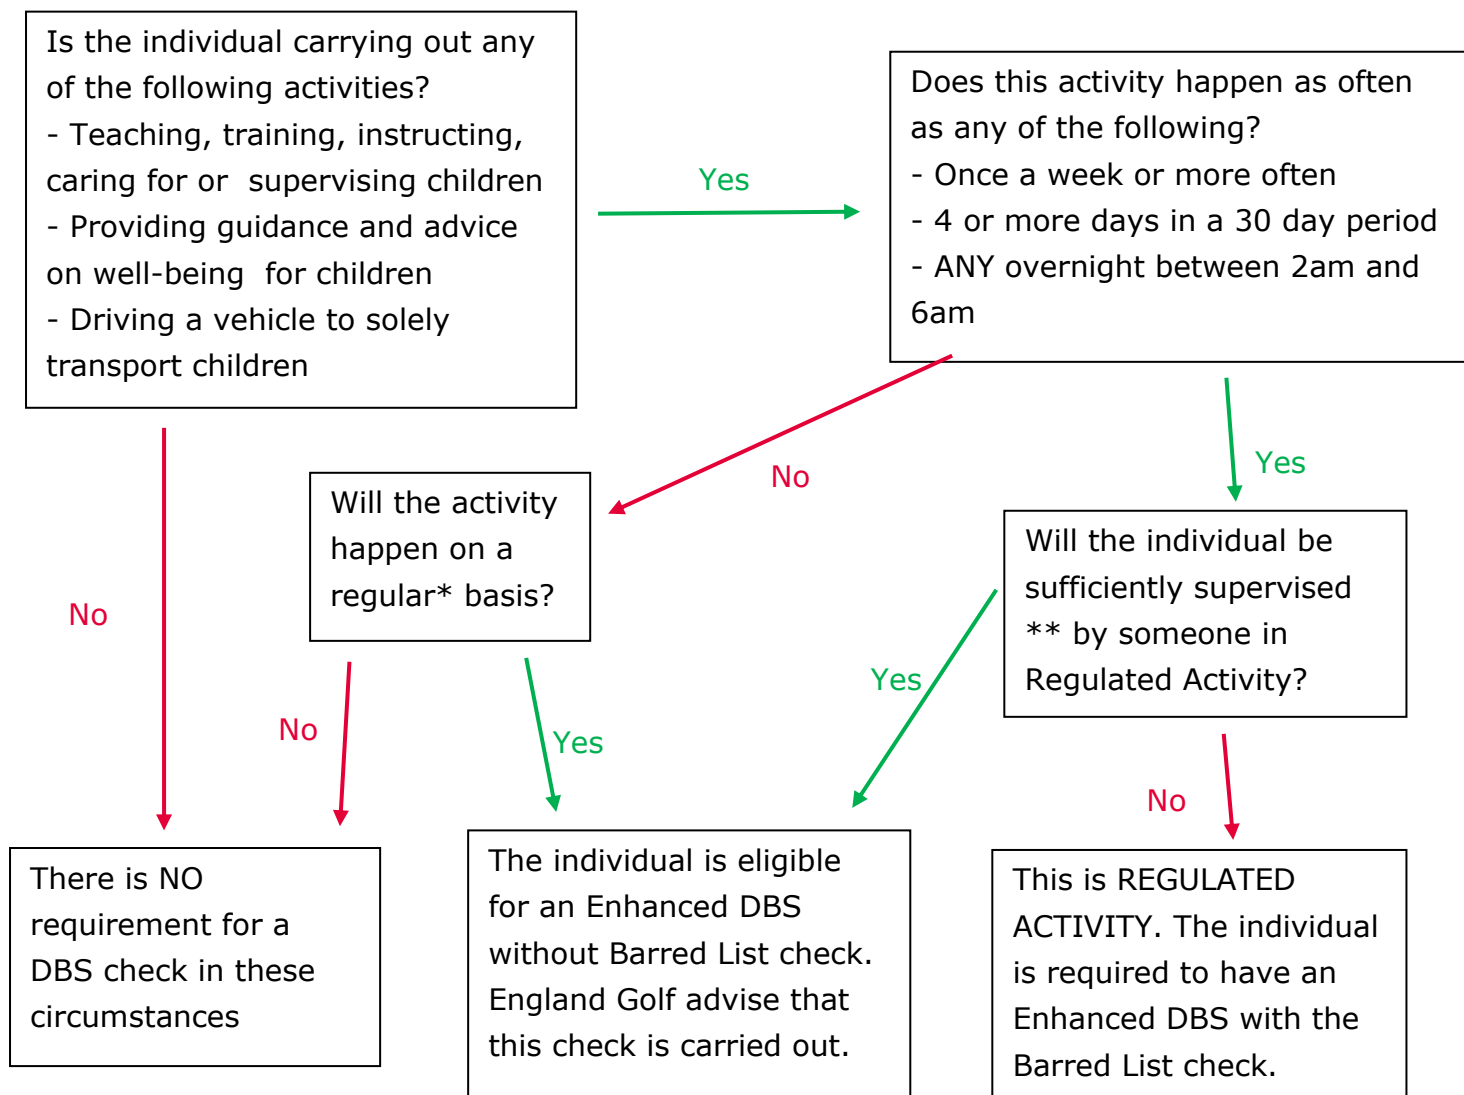 Is the individual carrying out any
of the following activities?
- Teaching, training, instructing,
caring for or  supervising children
- Providing guidance and advice
on well-being  for children
- Driving a vehicle to solely
transport children
Yes
Does this activity happen as often
as any of the following?
- Once a week or more often
- 4 or more days in a 30 day period
- ANY overnight between 2am and
6am
No
Yes
No
Will the activity
happen on a
regular* basis?
Will the individual be
sufficiently supervised
** by someone in
Regulated Activity?
No
Yes
Yes
No
There is NO
requirement for a
DBS check in these
circumstances
The individual is eligible
for an Enhanced DBS
without Barred List check.
England Golf advise that
this check is carried out.
This is REGULATED
ACTIVITY. The individual
is required to have an
Enhanced DBS with the
Barred List check.